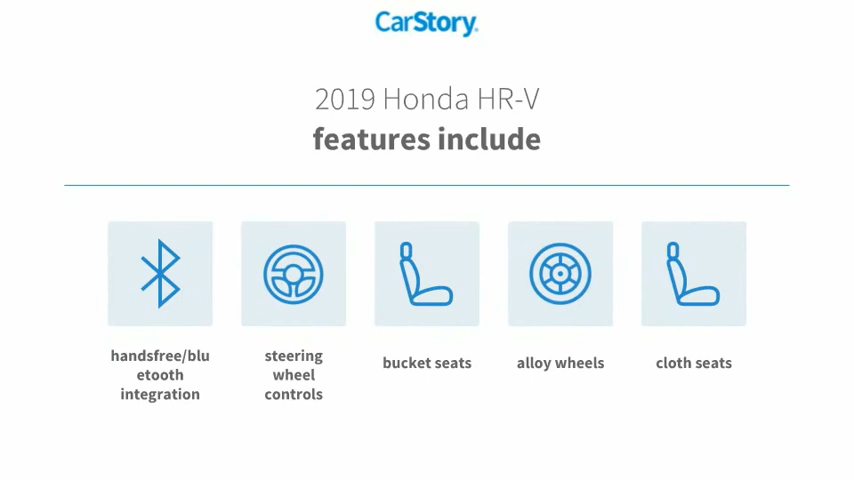 CarStory
2019 Honda HR-V
features include
handsfree/blu
etooth
integration
steering
wheel
controls
bucket seats
alloy wheels
cloth seats